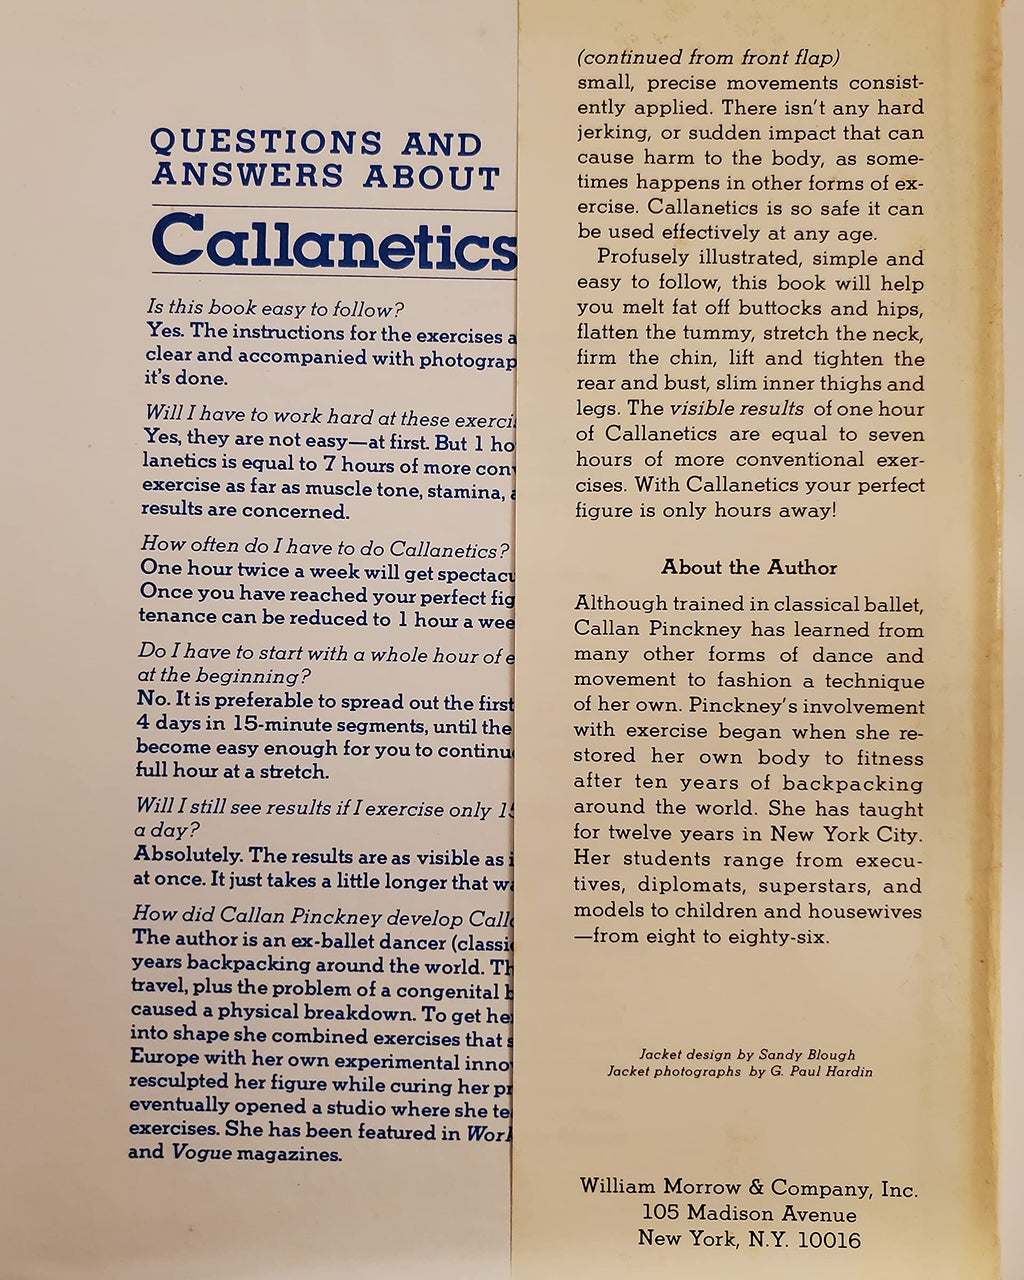 QUESTIONS AND
ANSWERS ABOUT
Callanetics
Is this book easy to follow?
Yes. The instructions for the exercises
clear and accompanied with
it's done.
Will I have to work hard at these
Yes, they are not easy—at first. But 1
lanetics is equal to 7 hours of more
exercise as far as muscle tone, stamina,
results are concerned.
How often do I have to do Callanetics?
One hour twice a week will get
Once you have reached your perfect
tenance can be reduced to 1 hour a
Do I have to start with a whole hour of
at the beginning?
No. It is preferable to spread out the first
4 days in 15-minute segments, until the
become easy enough for you to
full hour at a stretch.
Will I still see results if I exercise only
a day?
Absolutely. The results are as visible as
at once. It just takes a little longer that
How did Callan Pinckney develop
The author is an ex-ballet dancer
years backpacking around the world.
travel, plus the problem of a congenital
caused a physical breakdown. To get
into shape she combined exercises that
Europe with her own experimental
resculpted her figure while curing her
eventually opened a studio where she
exercises. She has been featured in
and Vogue magazines.
(continued from front flap)
small, precise movements consist-
ently applied. There isn't any hard
jerking, or sudden impact that can
cause harm to the body, as some-
times happens in other forms of ex-
ercise. Callanetics is so safe it can
be used effectively at any age.
Profusely illustrated, simple and
easy to follow, this book will help
you melt fat off buttocks and hips,
flatten the tummy, stretch the neck,
firm the chin, lift and tighten the
rear and bust, slim inner thighs and
legs. The visible results of one hour
of Callanetics are equal to seven
hours of more conventional exer-
cises. With Callanetics your perfect
figure is only hours away!
About the Author
Although trained in classical ballet,
Callan Pinckney has learned from
many other forms of dance and
movement to fashion a technique
of her own. Pinckney's involvement
with exercise began when she re-
stored her own body to fitness
after ten years of backpacking
around the world. She has taught
for twelve years in New York City.
Her students range from execu-
tives, diplomats, superstars, and
models to children and housewives
—from eight to eighty-six.
Jacket design by Sandy Blough
Jacket photographs by G. Paul Hardin
William Morrow & Company, Inc.
105 Madison Avenue
New York, N.Y. 10016